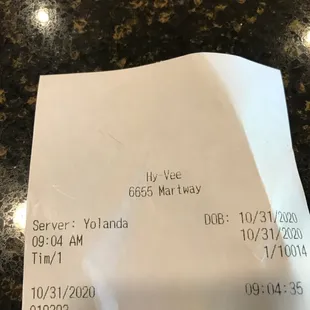 Hy-Vee
6655 Martway
Server: Yolanda DOB: 10/31/2020
09:04 AM 10/31/2020
Tim/1 1/10014
10/31/2020 09:04:35